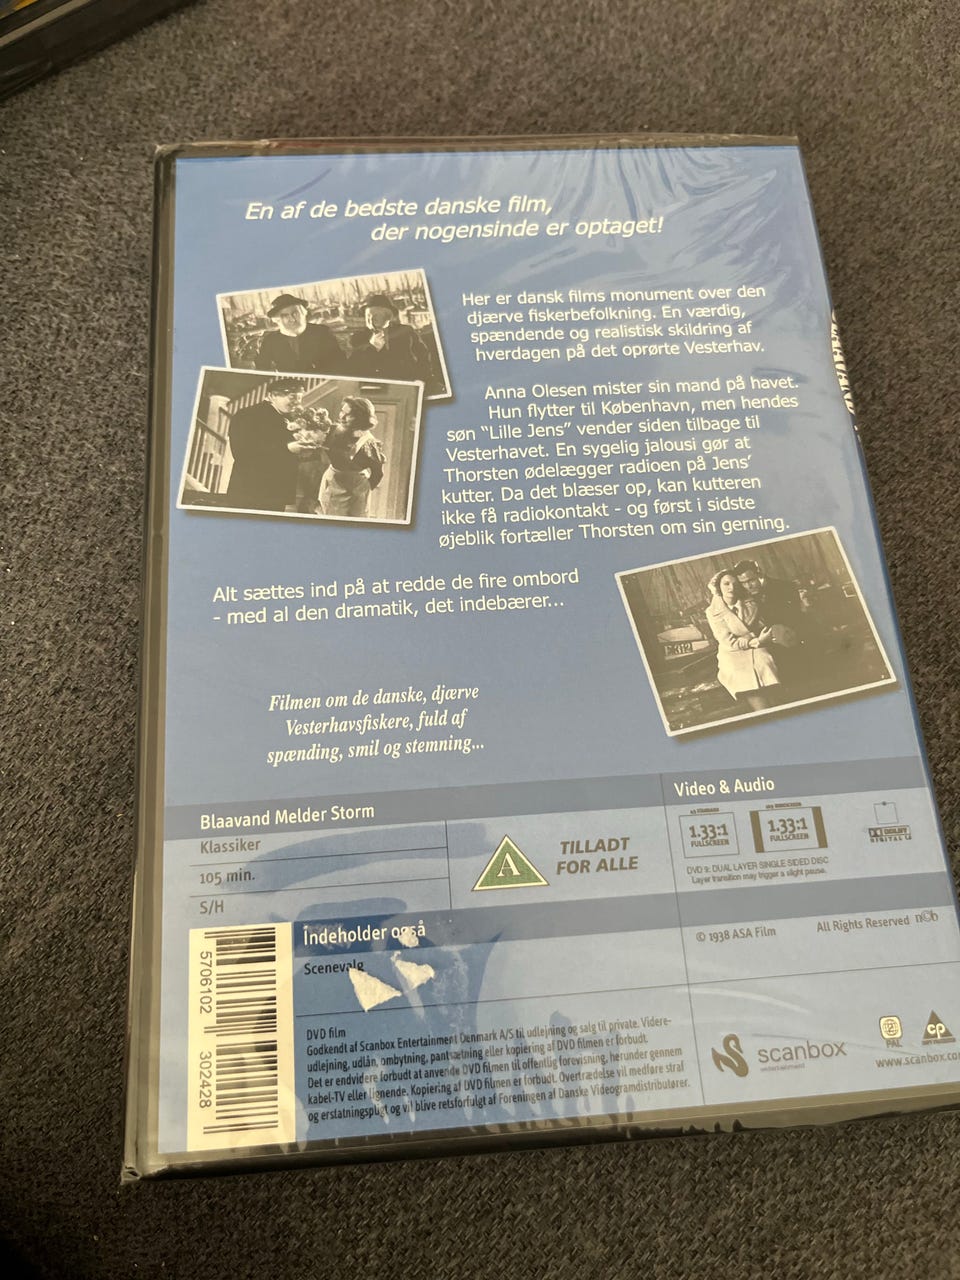 En af de bedste danske film,
der nogensinde er optaget!
Her er dansk films monument over den
djærve fiskerbefolkning. En værdig,
spændende og realistisk skildring af
hverdagen på det oprørte Vesterhav.
Anna Olesen mister sin mand på havet.
Hun flytter til København, men hendes
søn "Lille Jens" vender siden tilbage til
Vesterhavet. En sygelig jalousi gør at
Thorsten ødelægger radioen på Jens'
kutter. Da det blæser op, kan kutteren
ikke få radiokontakt - og først i sidste
øjeblik fortæller Thorsten om sin gerning.
Alt sættes ind på at redde de fire ombord
- med al den dramatik, det indebærer...
E 312
Filmen om de danske, djærve
Vesterhavsfiskere, fuld af
spænding, smil og stemning...
Blaavand Melder Storm
Klassiker
105 min.
S/H
A
TILLADT
FOR ALLE
Video & Audio
1.33:1
FULLSCREEN
1.33:1
FULLSCREEN
DOLBY
DIGITAL
DVD 9: DUAL LAYER SINGLE SIDED DISC
Layer transition may trigger a slight pause.
Indeholder også
Scenevalg
© 1938 ASA Film
All Rights Reserved n©b
5706102 302428
DVD film
Godkendt af Scanbox Entertainment Denmark A/S til udlejning og salg til private. Videre-
udlejning, udlån, ombytning, pantsætning eller kopiering af DVD filmen er forbudt.
Det er endvidere forbudt at anvende DVD filmen til offentlig forevisning, herunder gennem
kabel-TV eller lignende. Kopiering af DVD filmen er forbudt. Overtrædelse vil medføre straf
og erstatningspligt og vil blive retsforfulgt af Foreningen af Danske Videogramdistributører.
scanbox
entertainment
2
PAL
cp
www.scanbox.com